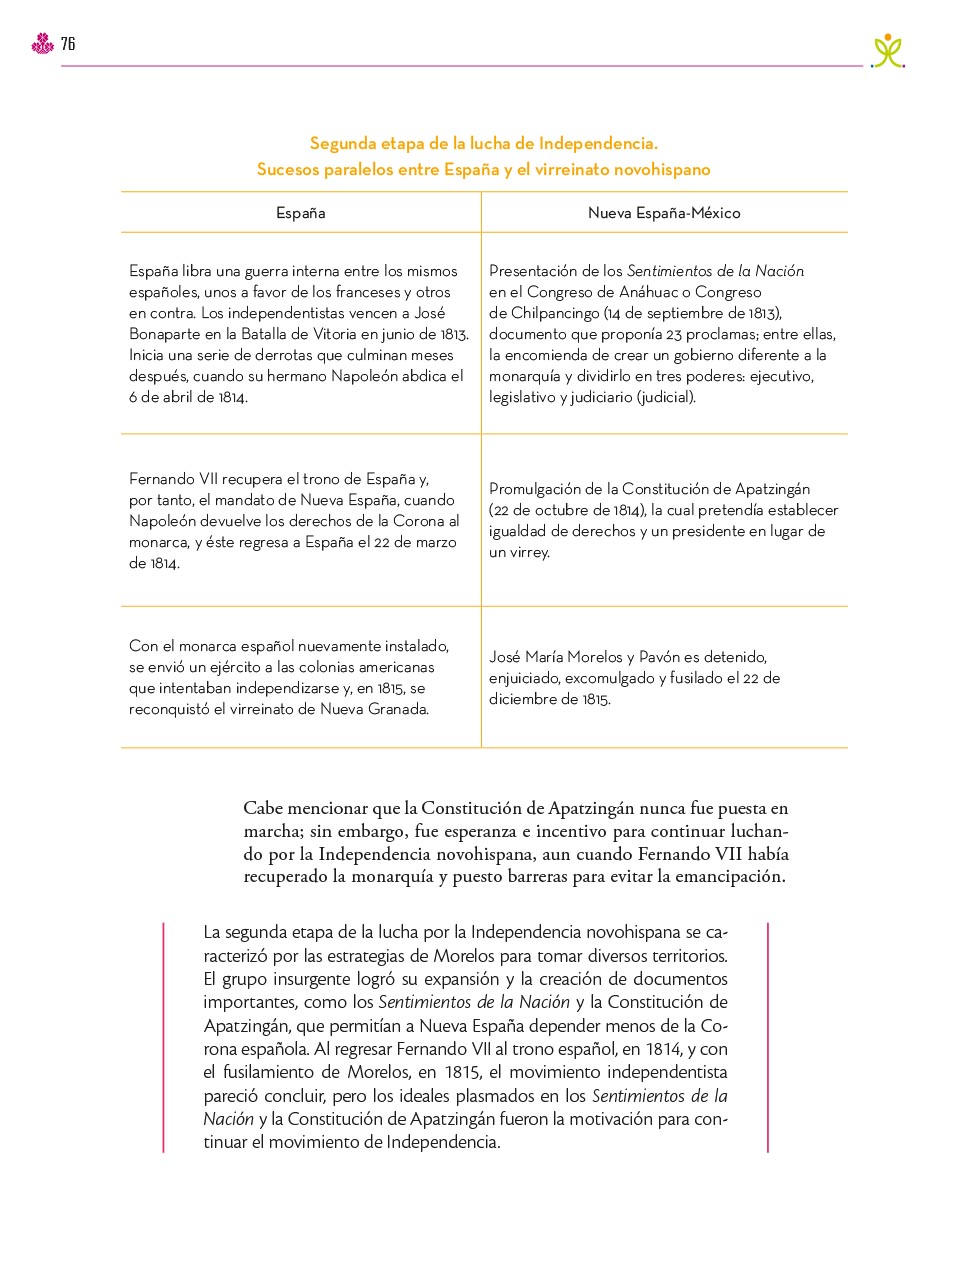 76
Segunda etapa de la lucha de Independencia.
Sucesos paralelos entre España y el virreinato novohispano
España
Nueva España-México
España libra una guerra interna entre los mismos
españoles, unos a favor de los franceses y otros
en contra. Los independentistas vencen a José
Bonaparte en la Batalla de Vitoria en junio de 1813.
Inicia una serie de derrotas que culminan meses
después, cuando su hermano Napoleón abdica el
6 de abril de 1814.
Presentación de los Sentimientos de la Nación
en el Congreso de Anáhuac o Congreso
de Chilpancingo (14 de septiembre de 1813),
documento que proponía 23 proclamas; entre ellas,
la encomienda de crear un gobierno diferente a la
monarquía y dividirlo en tres poderes: ejecutivo,
legislativo y judiciario (judicial).
Fernando VII recupera el trono de España y,
por tanto, el mandato de Nueva España, cuando
Napoleón devuelve los derechos de la Corona al
monarca, y éste regresa a España el 22 de marzo
de 1814.
Promulgación de la Constitución de Apatzingán
(22 de octubre de 1814), la cual pretendía establecer
igualdad de derechos y un presidente en lugar de
un virrey.
Con el monarca español nuevamente instalado,
se envió un ejército a las colonias americanas
que intentaban independizarse y, en 1815, se
reconquistó el virreinato de Nueva Granada.
José María Morelos y Pavón es detenido,
enjuiciado, excomulgado y fusilado el 22 de
diciembre de 1815.
Cabe mencionar que la Constitución de Apatzingán nunca fue puesta en
marcha; sin embargo, fue esperanza e incentivo para continuar luchan-
do por la Independencia novohispana, aun cuando Fernando VII había
recuperado la monarquía y puesto barreras para evitar la emancipación.
La segunda etapa de la lucha por la Independencia novohispana se ca-
racterizó por las estrategias de Morelos para tomar diversos territorios.
El grupo insurgente logró su expansión y la creación de documentos
importantes, como los Sentimientos de la Nación y la Constitución de
Apatzingán, que permitían a Nueva España depender menos de la Co-
rona española. Al regresar Fernando VII al trono español, en 1814, y con
el fusilamiento de Morelos, en 1815, el movimiento independentista
pareció concluir, pero los ideales plasmados en los Sentimientos de la
Nación y la Constitución de Apatzingán fueron la motivación para con-
tinuar el movimiento de Independencia.